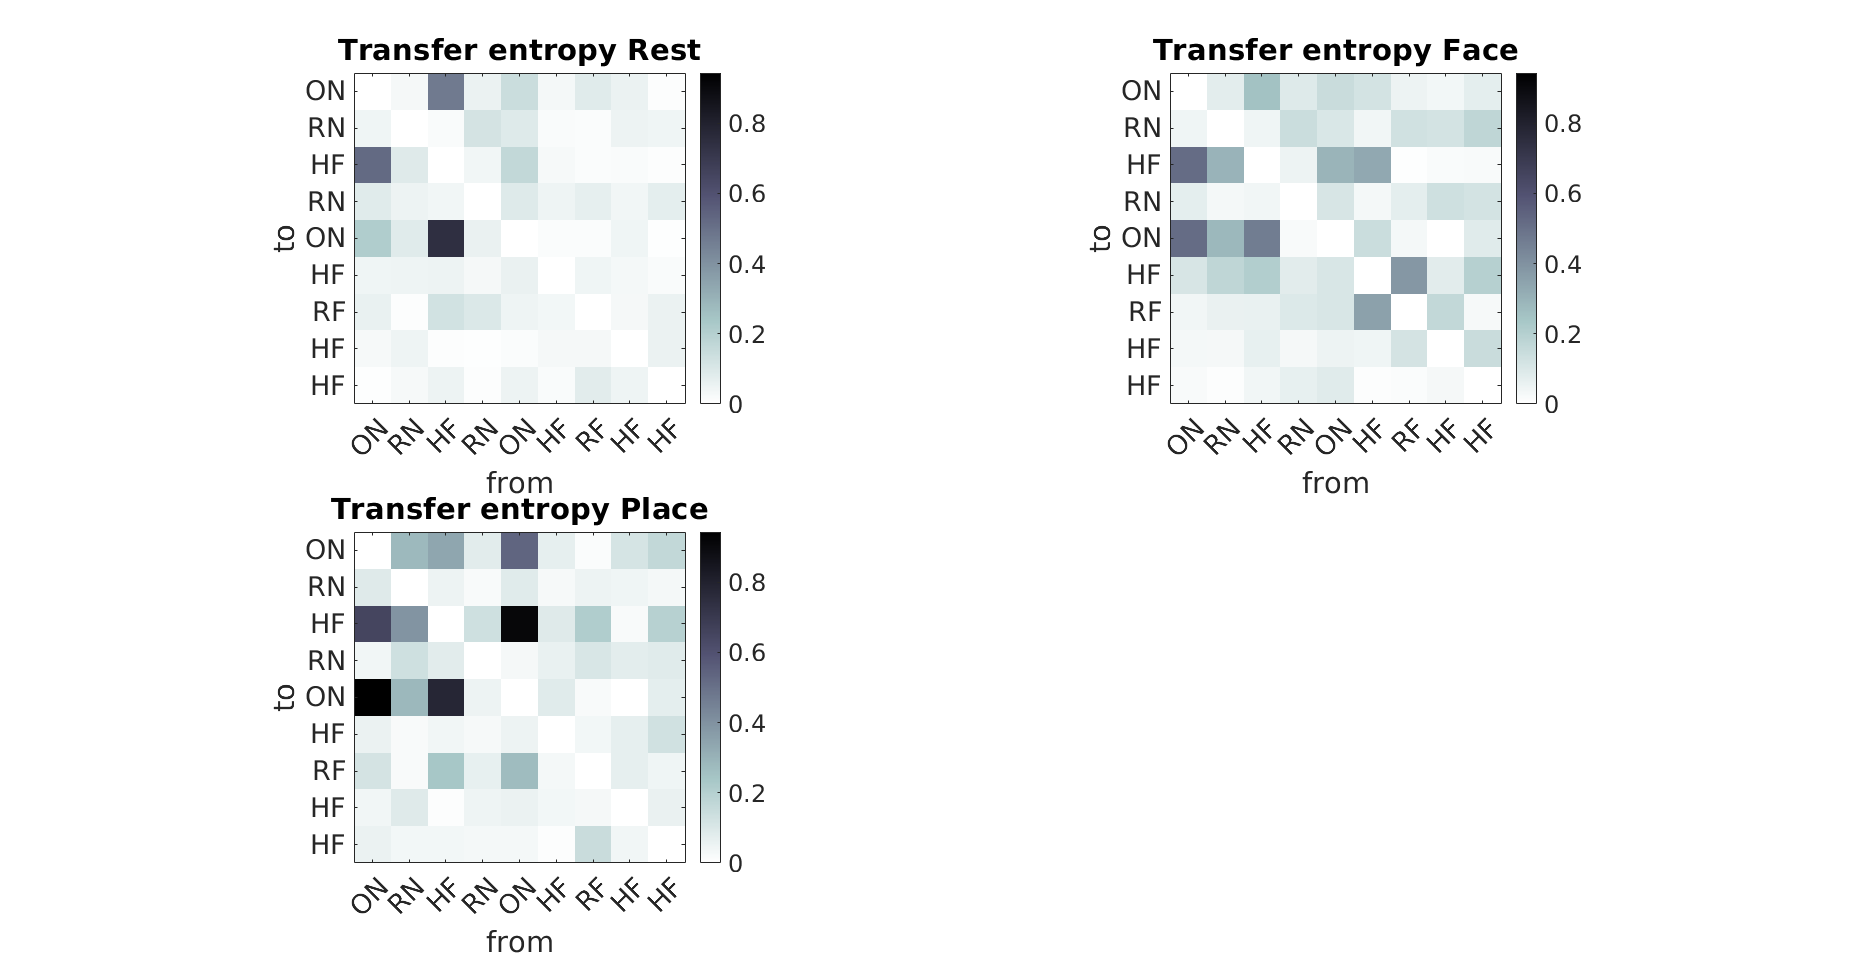 Transfer entropy Rest
ON
RN
HF
RN
ON
HF
RF
HF
HF
to
ON RN HF RN ON HF RF HF HF
from
0.8
0.6
0.4
0.2
0
Transfer entropy Face
ON
RN
HF
RN
ON
HF
RF
HF
HF
to
ON RN HF RN ON HF RF HF HF
from
0.8
0.6
0.4
0.2
0
Transfer entropy Place
ON
RN
HF
RN
ON
HF
RF
HF
HF
to
ON RN HF RN ON HF RF HF HF
from
0.8
0.6
0.4
0.2
0